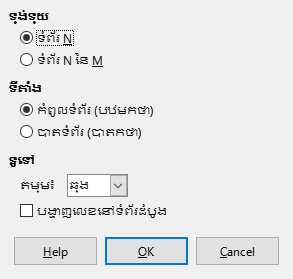 ទ្រង់ទ្រាយ
ទំព័រ N
ទំព័រ N នៃ M
ទីតាំង
កំពូលទំព័រ (បឋមកថា)
បាតទំព័រ (បាតកថា)
ទូទៅ
តម្រឹម៖ ឆ្វេង
បង្ហាញលេខនៅទំព័រដំបូង
Help OK Cancel